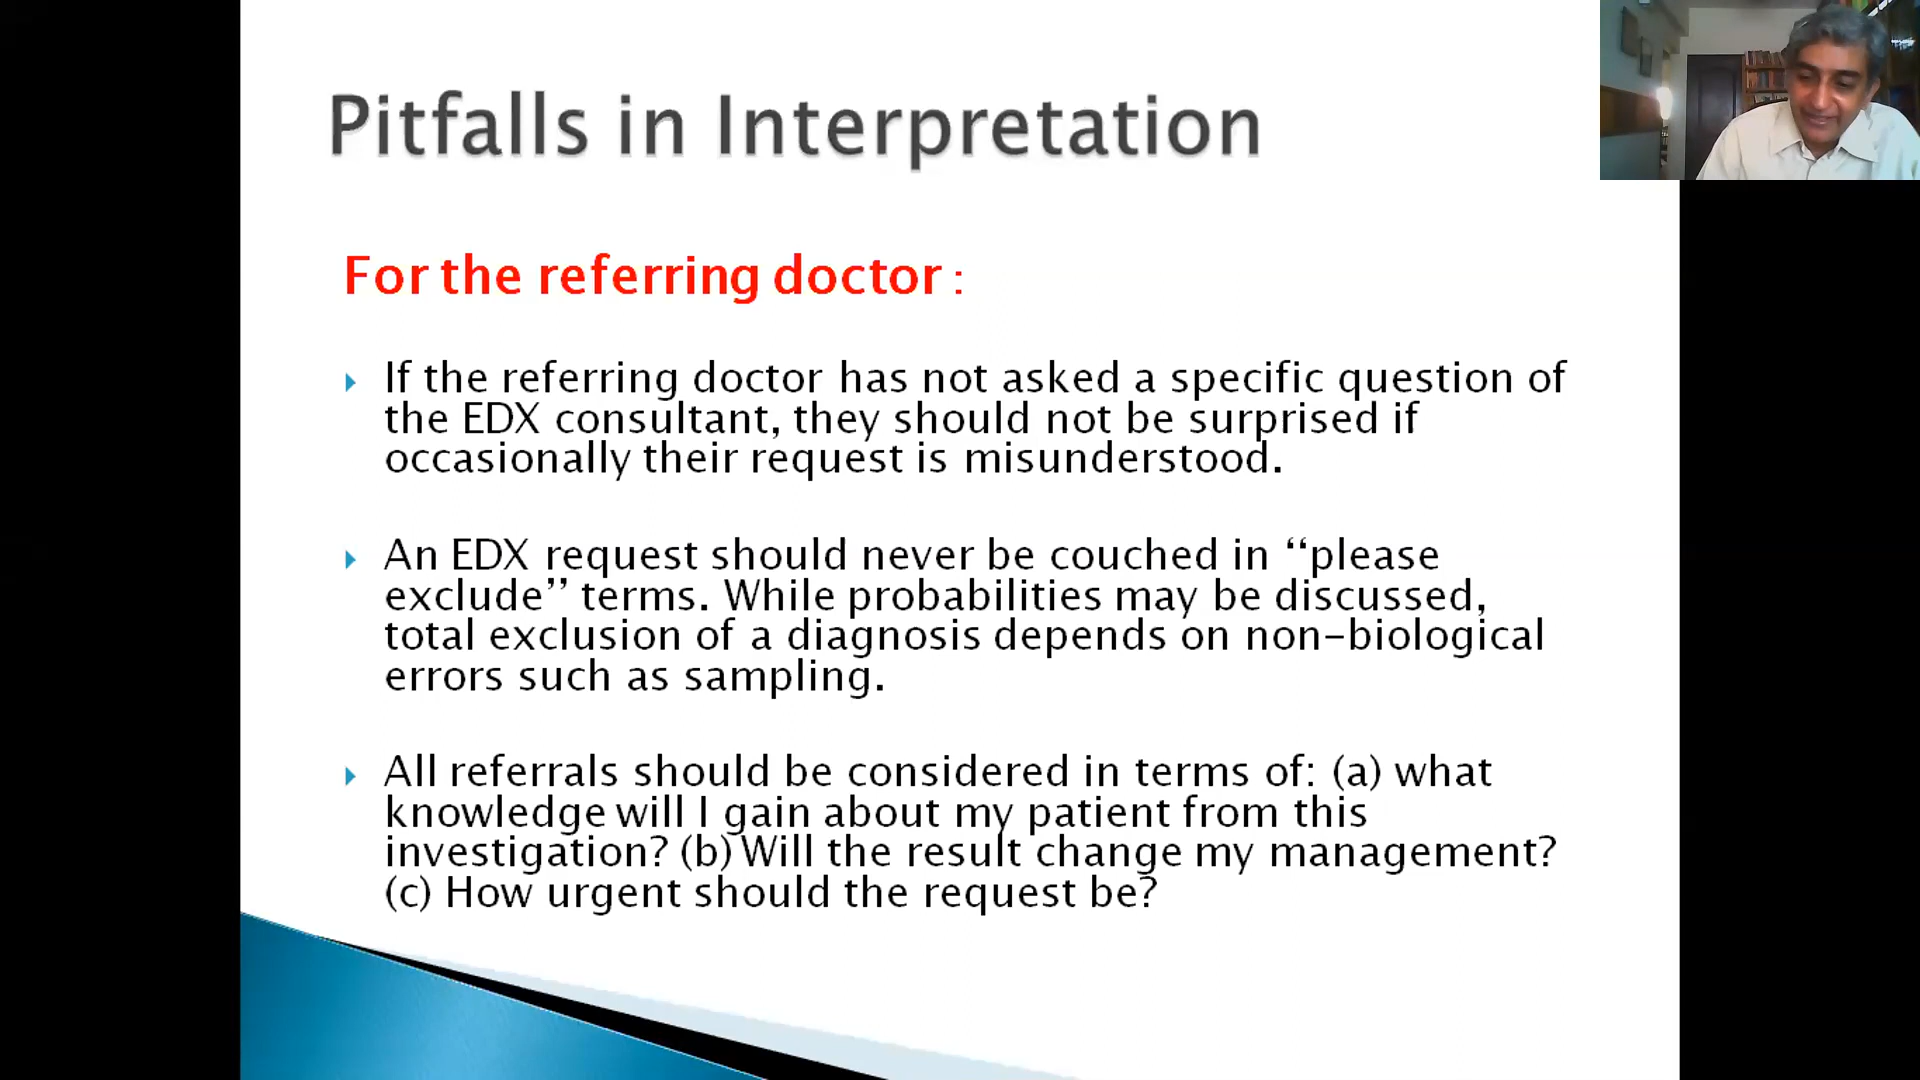 Pitfalls in Interpretation
For the referring doctor :
If the referring doctor has not asked a specific question of
the EDX consultant, they should not be surprised if
occasionally their request is misunderstood.
An EDX request should never be couched in “please
exclude” terms. While probabilities may be discussed,
total exclusion of a diagnosis depends on non-biological
errors such as sampling.
All referrals should be considered in terms of: (a) what
knowledge will I gain about my patient from this
investigation? (b) Will the result change my management?
(c) How urgent should the request be?